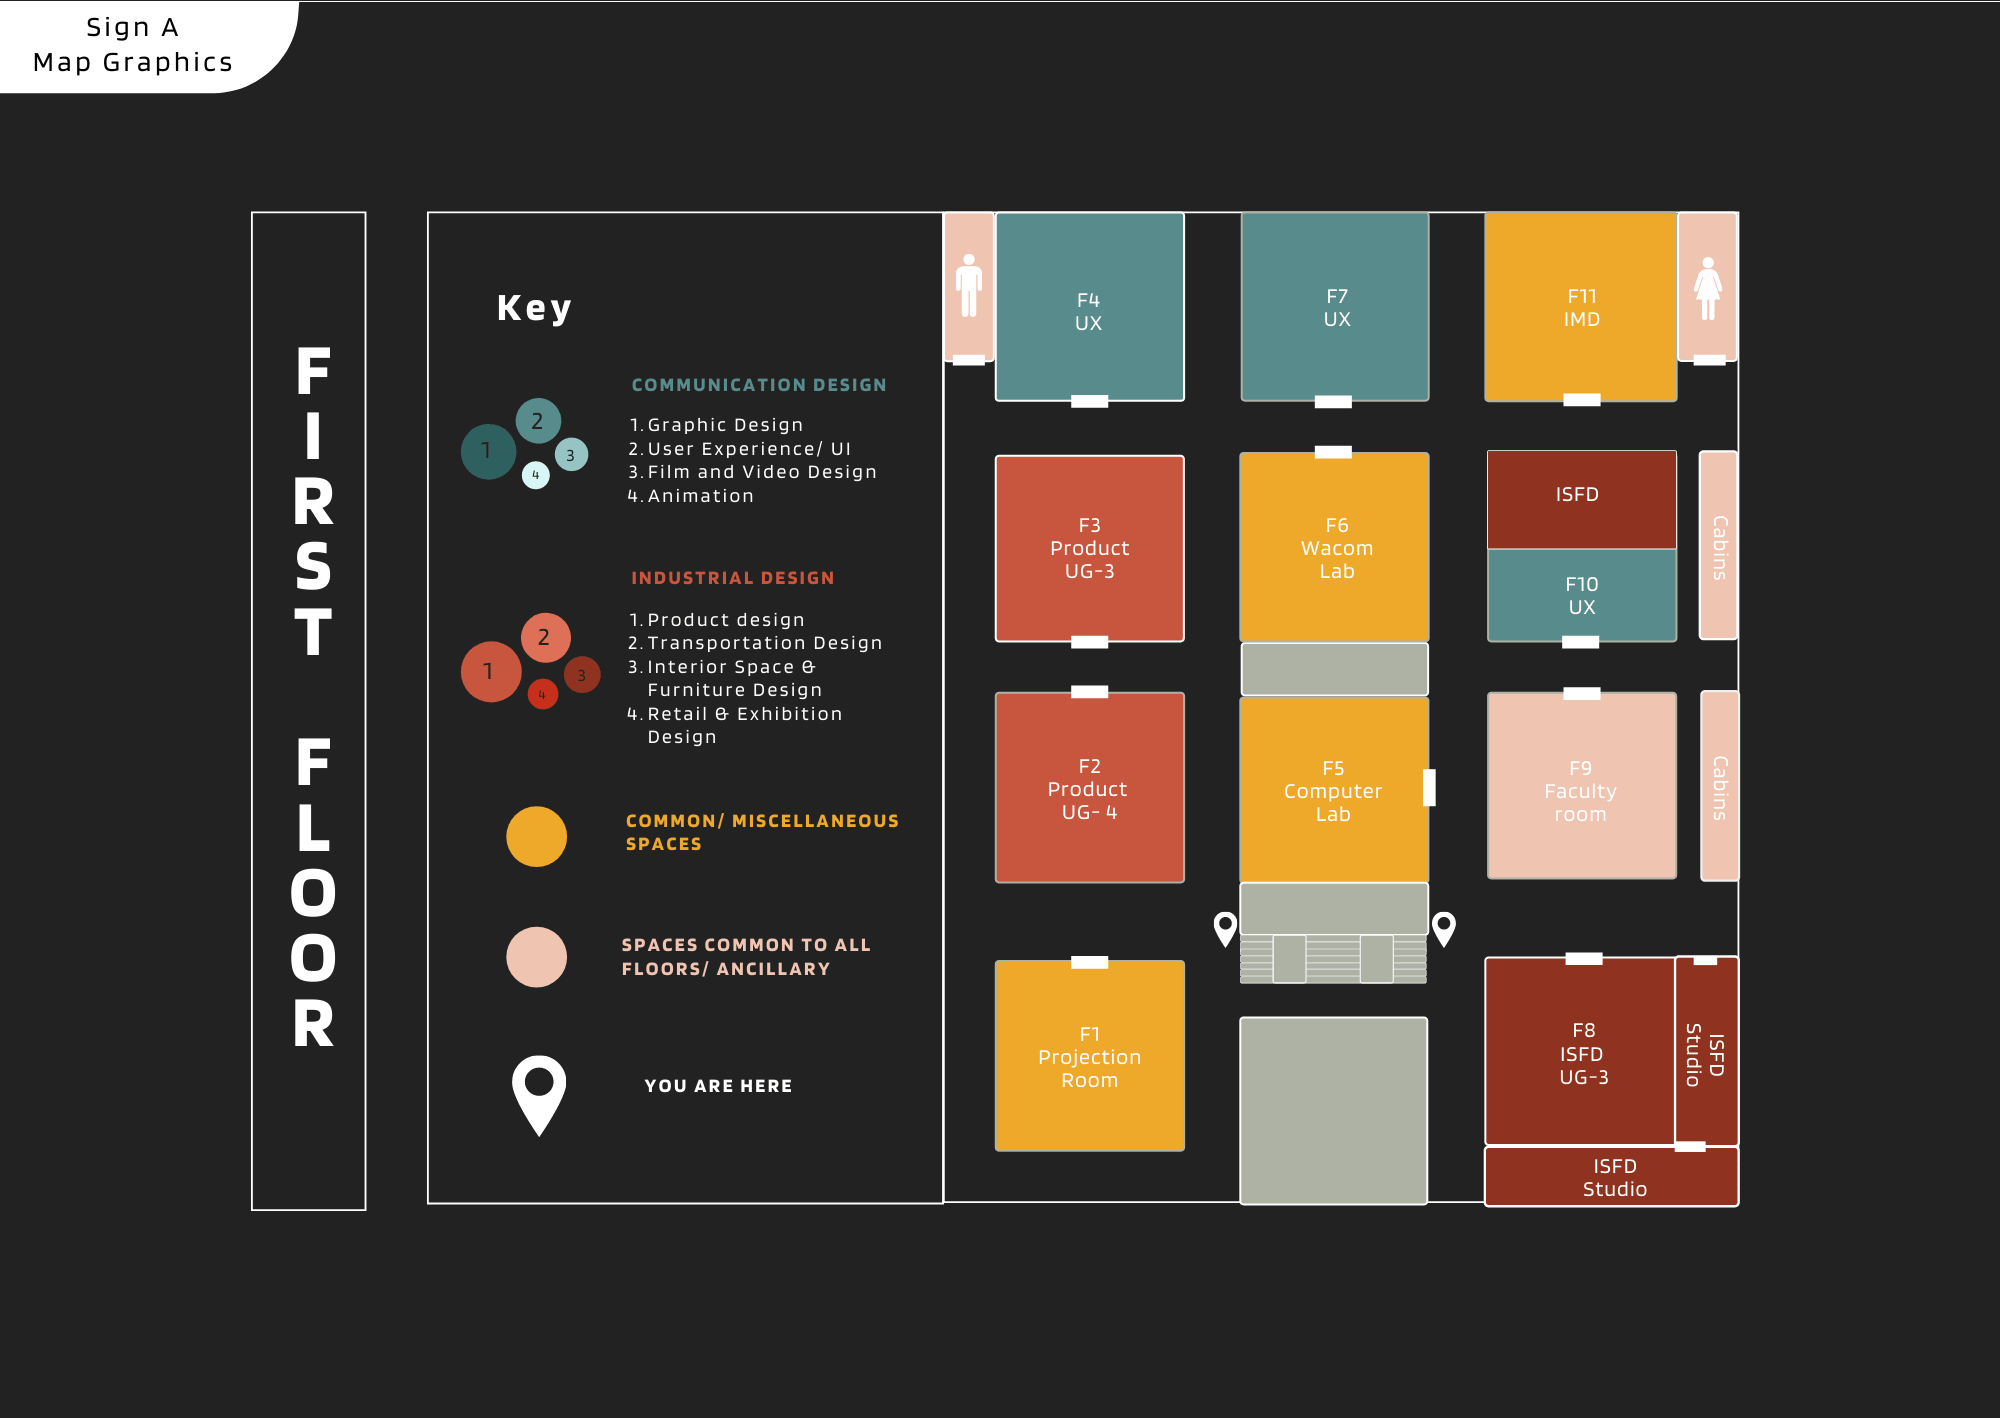 Sign A
Map Graphics
FIRST FLOOR
Key
1
2
3
4
COMMUNICATION DESIGN
1. Graphic Design
2. User Experience/ UI
3. Film and Video Design
4. Animation
1
2
3
4
INDUSTRIAL DESIGN
1. Product design
2. Transportation Design
3. Interior Space &
Furniture Design
4. Retail & Exhibition
Design
COMMON/ MISCELLANEOUS
SPACES
SPACES COMMON TO ALL
FLOORS/ ANCILLARY
YOU ARE HERE
F4
UX
F7
UX
F11
IMD
F3
Product
UG-3
F6
Wacom
Lab
ISFD
F10
UX
Cabins
F2
Product
UG- 4
F5
Computer
Lab
F9
Faculty
room
Cabins
F1
Projection
Room
F8
ISFD
UG-3
ISFD
Studio
ISFD
Studio